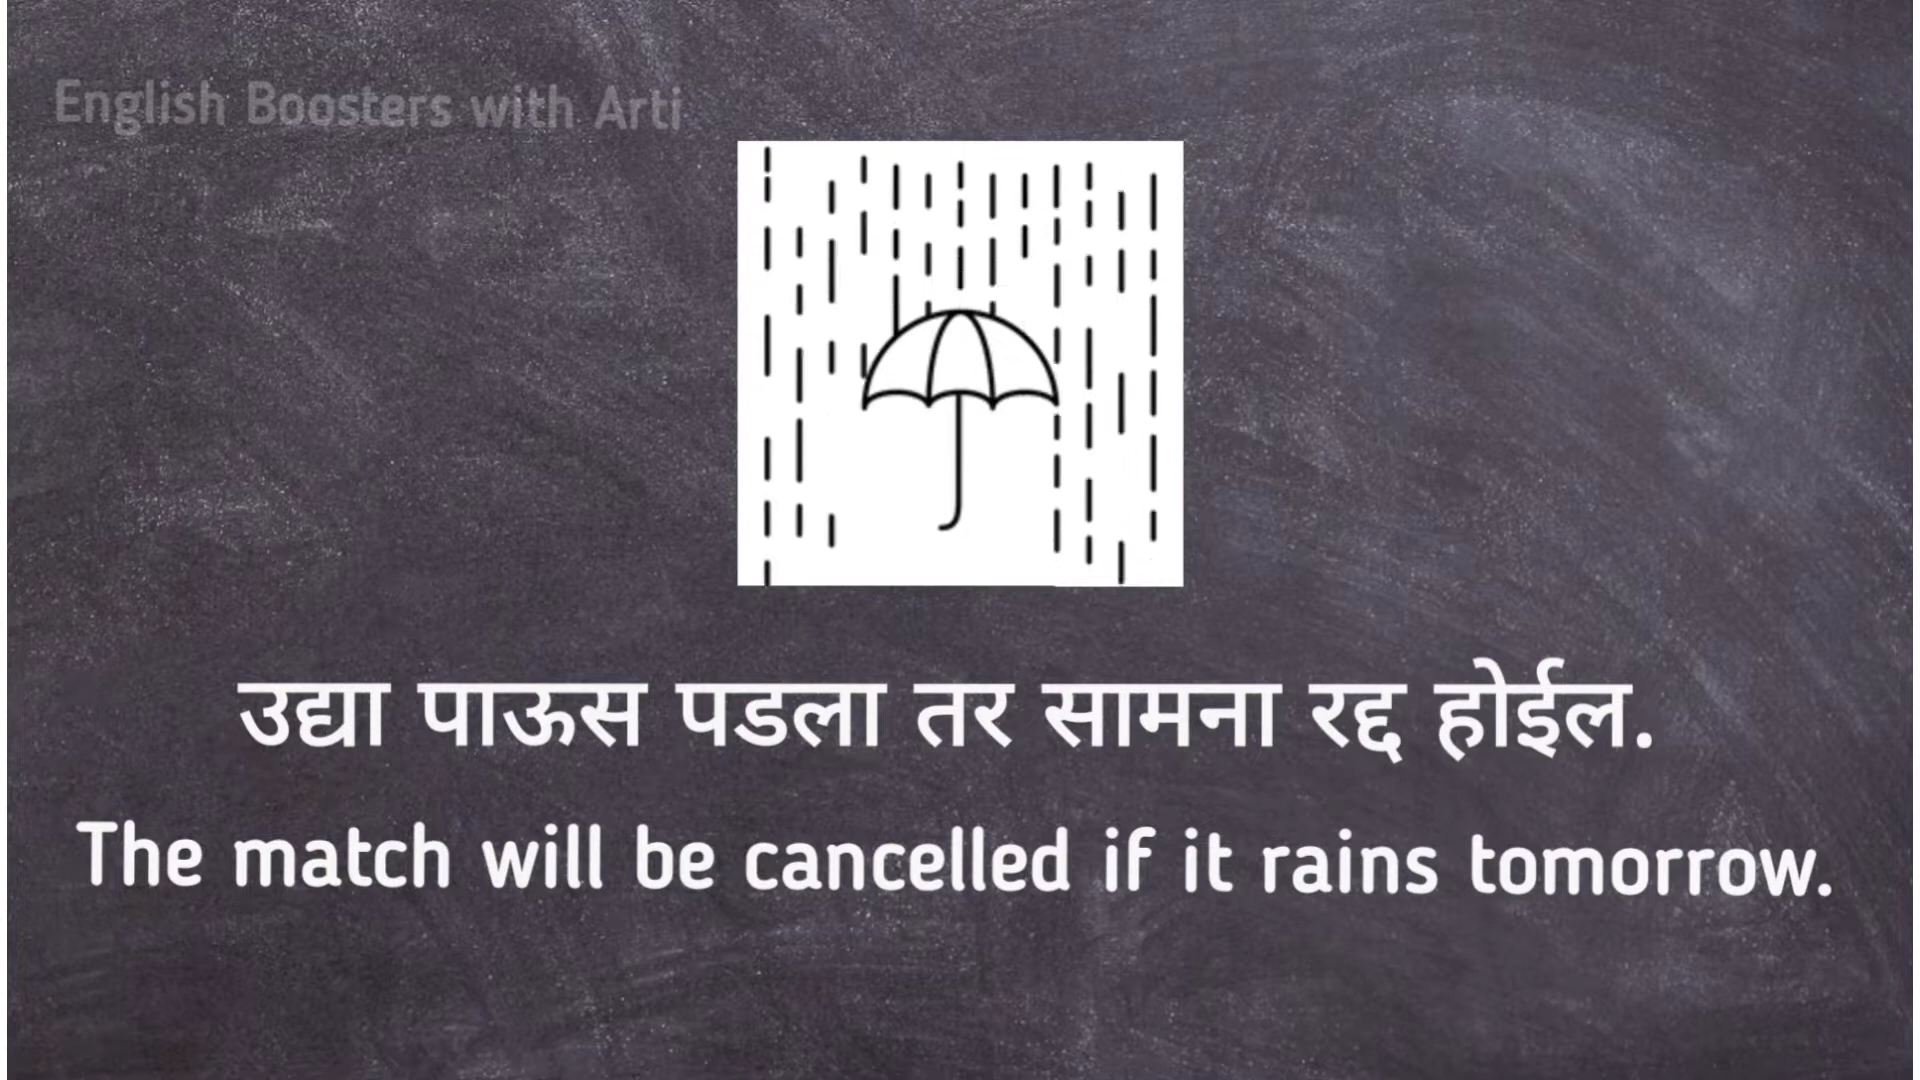 English Boosters with Arti
उद्या पाऊस पडला तर सामना रद्द होईल.
The match will be cancelled if it rains tomorrow.